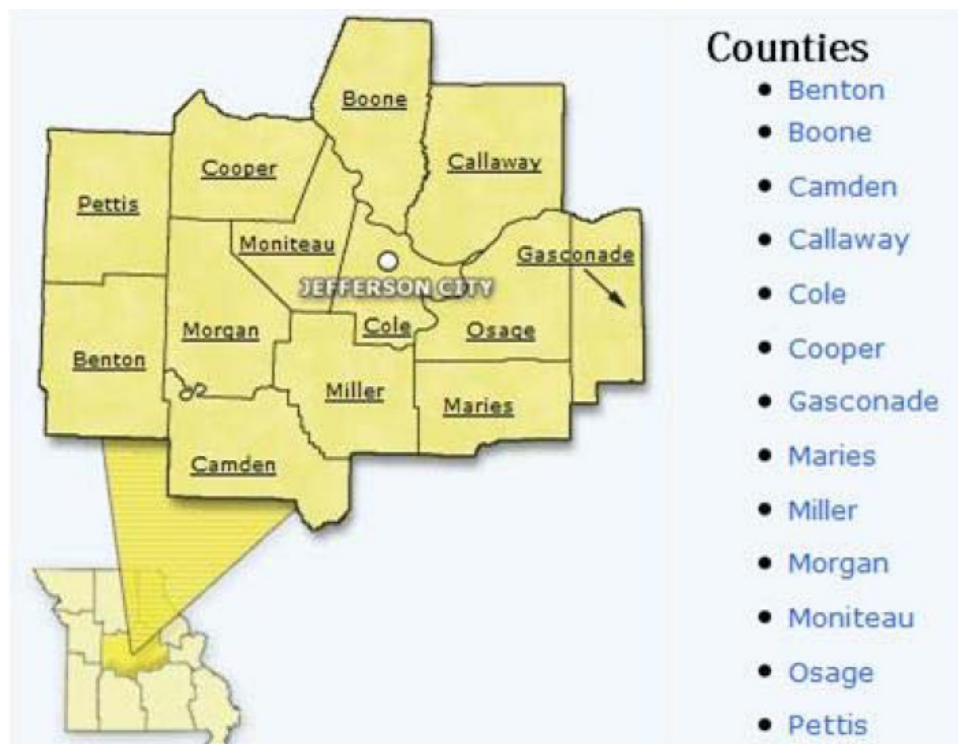 Boone
Cooper
Callaway
Pettis
Moniteau
Gasconade
JEFFERSON CITY
Morgan
Cole
Osage
Benton
Miller
Maries
Camden
Counties
• Benton
• Boone
• Camden
• Callaway
• Cole
• Cooper
• Gasconade
• Maries
• Miller
• Morgan
• Moniteau
• Osage
• Pettis